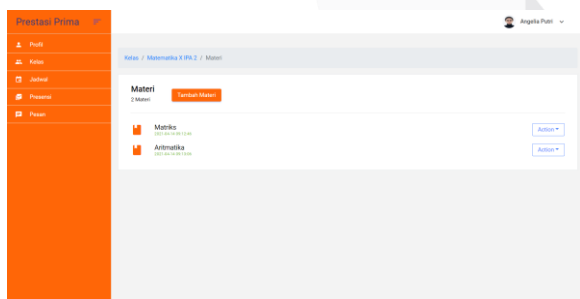 Prestasi Prima
Angelia Putri
Profil
Kelas
Jadwal
Presensi
Pesan
Kelas / Matematika X IPA 2 / Materi
Materi
2 Materi
Tambah Materi
Matriks
Action
Aritmatika
Action